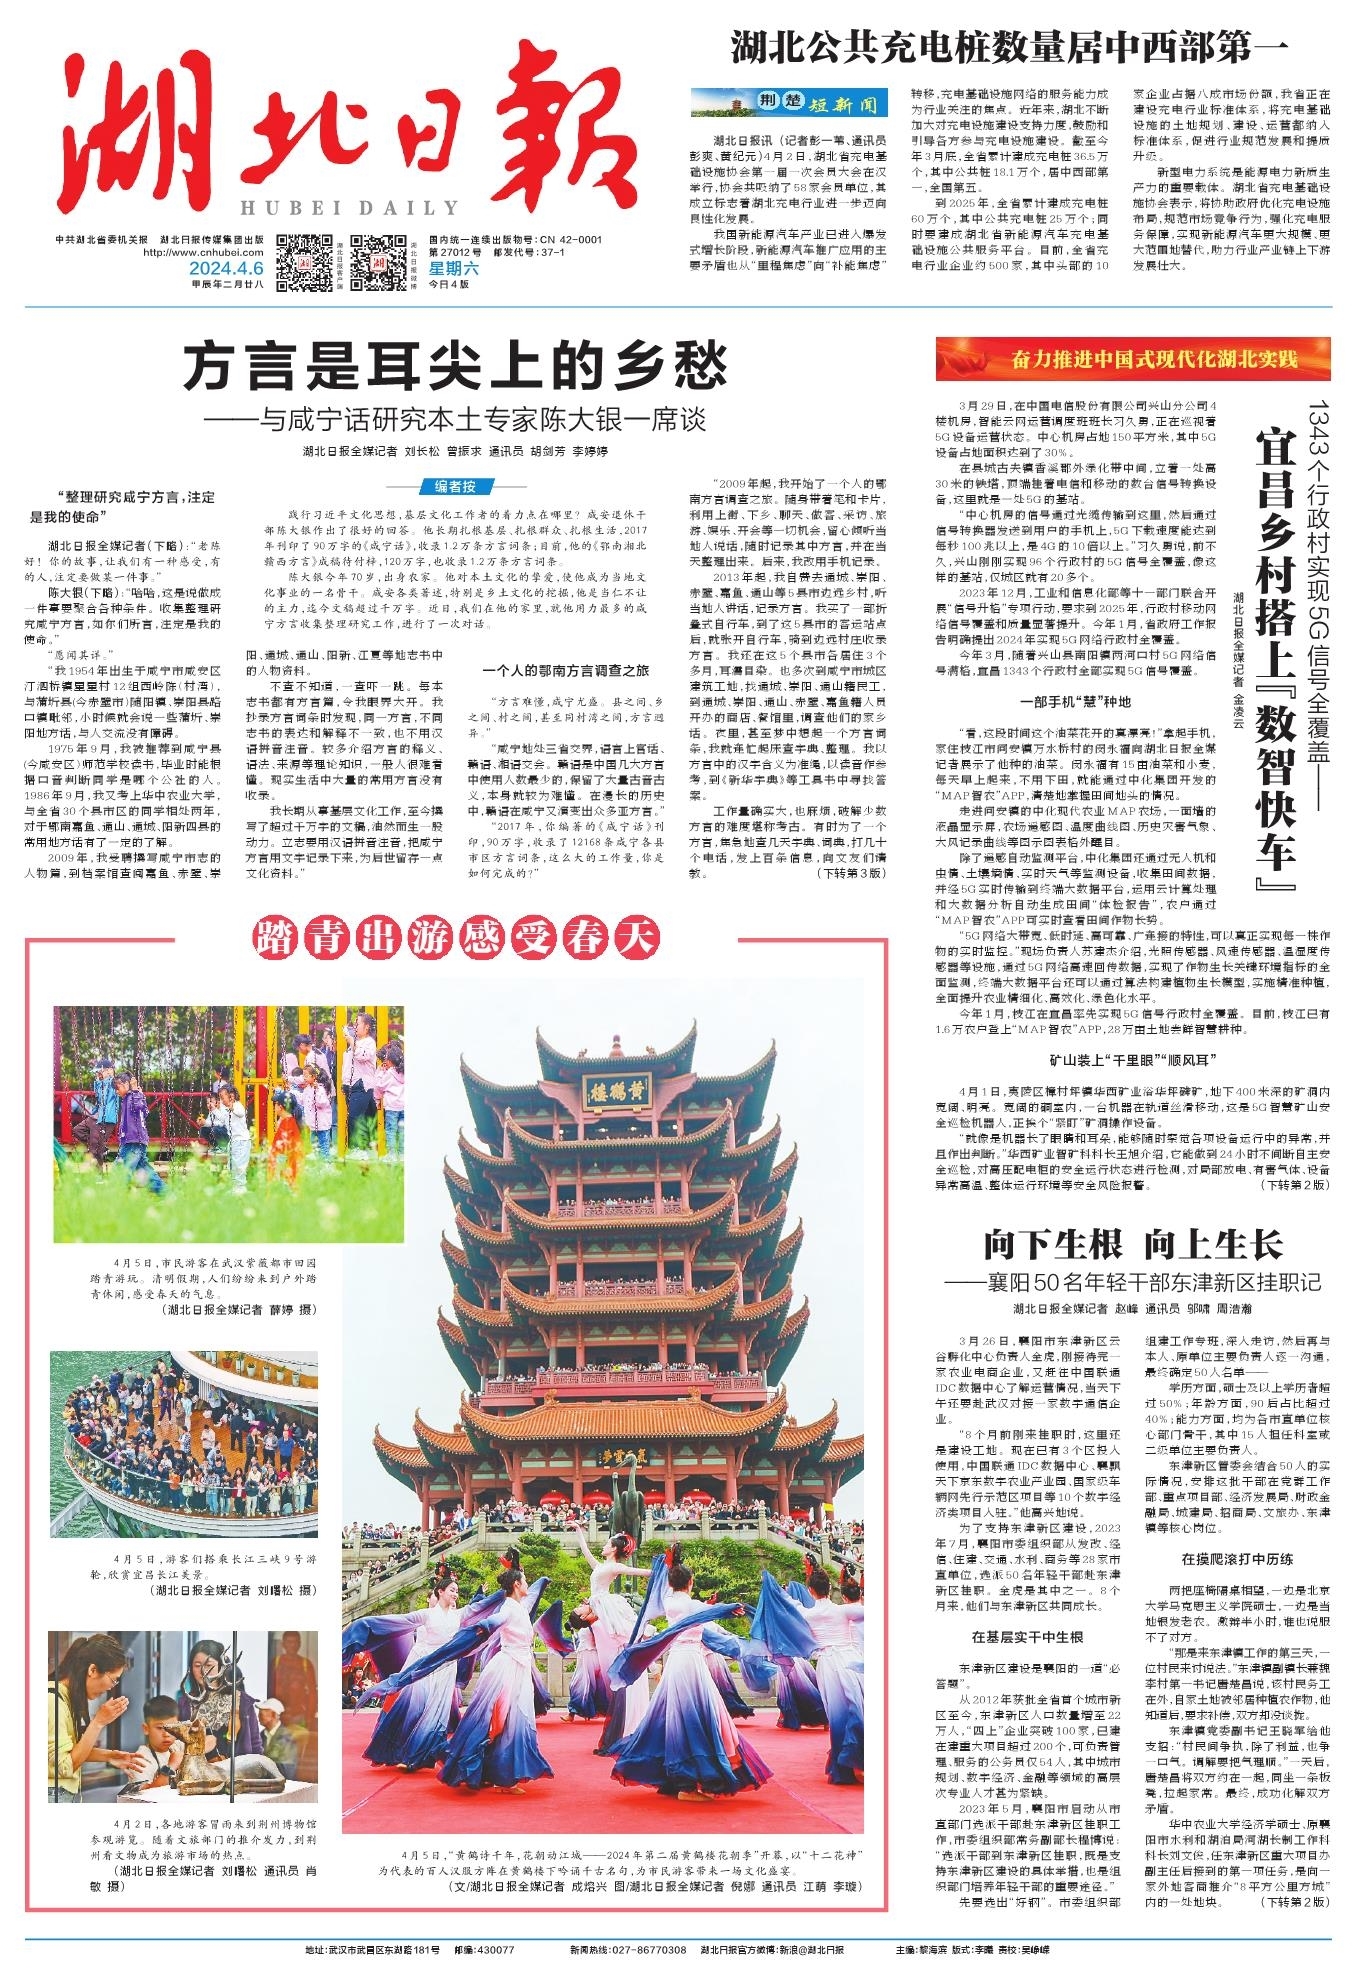 湖北日报
HUBEI DAILY
中共湖北省委机关报 湖北日报传媒集团出版
http://www.cnhubei.com
2024.4.6
甲辰年二月廿八
湖北日报客户端
湖北日报微博
国内统一连续出版物号：CN 42-0001
第27012号 邮发代号：37-1
星期六
今日4版
湖北公共充电桩数量居中西部第一
荆楚短新闻
湖北日报讯（记者彭一苇、通讯员
彭爽、黄纪元）4月2日，湖北省充电基
础设施协会第一届一次会员大会在汉
举行，协会共吸纳了58家会员单位，其
成立标志着湖北充电行业进一步迈向
良性化发展。
我国新能源汽车产业已进入爆发
式增长阶段，新能源汽车推广应用的主
要矛盾也从“里程焦虑”向“补能焦虑”
转移，充电基础设施网络的服务能力成
为行业关注的焦点。近年来，湖北不断
加大对充电设施建设支持力度，鼓励和
引导各方参与充电设施建设。截至今
年3月底，全省累计建成充电桩36.5万
个，其中公共桩18.1万个，居中西部第
一，全国第五。
到2025年，全省累计建成充电桩
60万个，其中公共充电桩25万个；同
时要建成湖北省新能源汽车充电基
础设施公共服务平台。目前，全省充
电行业企业约500家，其中头部的10
家企业占据八成市场份额，我省正在
建设充电行业标准体系，将充电基础
设施的土地规划、建设、运营都纳入
标准体系，促进行业规范发展和提质
升级。
新型电力系统是能源电力新质生
产力的重要载体。湖北省充电基础设
施协会表示，将协助政府优化充电设施
布局，规范市场竞争行为，强化充电服
务保障，实现新能源汽车更大规模、更
大范围地替代，助力行业产业链上下游
发展壮大。
方言是耳尖上的乡愁
——与咸宁话研究本土专家陈大银一席谈
湖北日报全媒记者 刘长松 曾振求 通讯员 胡剑芳 李婷婷
“整理研究咸宁方言，注定
是我的使命”
湖北日报全媒记者（下略）：“老陈
好！你的故事，让我们有一种感受，有
的人，注定要做某一件事。”
陈大银（下略）：“哈哈，这是说做成
一件事要聚合各种条件。收集整理研
究咸宁方言，如你们所言，注定是我的
使命。”
“愿闻其详。”
“我1954年出生于咸宁市咸安区
汀泗桥镇星星村12组西岭陈（村湾），
与蒲圻县（今赤壁市）随阳镇、崇阳县路
口镇毗邻，小时候就会说一些蒲圻、崇
阳地方话，与人交流没有障碍。
1975年9月，我被推荐到咸宁县
（今咸安区）师范学校读书，毕业时能根
据口音判断同学是哪个公社的人。
1986年9月，我又考上华中农业大学，
与全省30个县市区的同学相处两年，
对于鄂南嘉鱼、通山、通城、阳新四县的
常用地方话有了一定的了解。
2009年，我受聘撰写咸宁市志的
人物篇，到档案馆查阅嘉鱼、赤壁、崇
编者按
践行习近平文化思想，基层文化工作者的着力点在哪里？咸安退休干
部陈大银作出了很好的回答。他长期扎根基层、扎根群众、扎根生活，2017
年刊印了90万字的《咸宁话》，收录1.2万条方言词条；目前，他的《鄂南湘北
赣西方言》成稿待付梓，120万字，也收录1.2万条方言词条。
陈大银今年70岁，出身农家。他对本土文化的挚爱，使他成为当地文
化事业的一名骨干。咸安各类著述，特别是乡土文化的挖掘，他是当仁不让
的主力，迄今文稿超过千万字。近日，我们在他的家里，就他用力最多的咸
宁方言收集整理研究工作，进行了一次对话。
阳、通城、通山、阳新、江夏等地志书中
的人物资料。
不查不知道，一查吓一跳。每本
志书都有方言篇，令我眼界大开。我
抄录方言词条时发现，同一方言，不同
志书的表达和解释不一致，也不用汉
语拼音注音。较多介绍方言的释义、
语法、来源等理论知识，一般人很难看
懂。现实生活中大量的常用方言没有
收录。
我长期从事基层文化工作，至今撰
写了超过千万字的文稿，油然而生一股
动力。立志要用汉语拼音注音，把咸宁
方言用文字记录下来，为后世留存一点
文化资料。”
一个人的鄂南方言调查之旅
“方言难懂，咸宁尤盛。县之间、乡
之间、村之间，甚至同村湾之间，方言迥
异。”
“咸宁地处三省交界，语言上官话、
赣语、湘语交会。赣语是中国几大方言
中使用人数最少的，保留了大量古音古
义，本身就较为难懂。在漫长的历史
中，赣语在咸宁又演变出众多亚方言。”
“2017年，你编著的《咸宁话》刊
印，90万字，收录了12168条咸宁各县
市区方言词条，这么大的工作量，你是
如何完成的？”
“2009年起，我开始了一个人的鄂
南方言调查之旅。随身带着笔和卡片，
利用上街、下乡、聊天、做客、采访、旅
游、娱乐、开会等一切机会，留心倾听当
地人说话，随时记录其中方言，并在当
天整理出来。后来，我改用手机记录。
2013年起，我自费去通城、崇阳、
赤壁、嘉鱼、通山等5县市边远乡村，听
当地人讲话，记录方言。我买了一部折
叠式自行车，到了这5县市的客运站点
后，就张开自行车，骑到边远村庄收录
方言。我还在这5个县市各居住3个
多月，耳濡目染。也多次到咸宁市城区
建筑工地，找通城、崇阳、通山籍民工，
到通城、崇阳、通山、赤壁、嘉鱼籍人员
开办的商店、餐馆里，调查他们的家乡
话。夜里，甚至梦中想起一个方言词
条，我就连忙起床查字典、整理。我以
方言中的汉字含义为准绳，以读音作参
考，到《新华字典》等工具书中寻找答
案。
工作量确实大，也麻烦，破解少数
方言的难度堪称考古。有时为了一个
方言，焦急地查几天字典、词典，打几十
个电话，发上百条信息，向文友们请
教。 （下转第3版）
奋力推进中国式现代化湖北实践
1343个行政村实现5G信号全覆盖——
宜昌乡村搭上『数智快车』
湖北日报全媒记者 金凌云
3月29日，在中国电信股份有限公司兴山分公司4
楼机房，智能云网运营调度班班长习久勇，正在巡视着
5G设备运营状态。中心机房占地150平方米，其中5G
设备占地面积达到了30%。
在县城古夫镇香溪郡外绿化带中间，立着一处高
30米的铁塔，顶端挂着电信和移动的数台信号转换设
备，这里就是一处5G的基站。
“中心机房的信号通过光缆传输到这里，然后通过
信号转换器发送到用户的手机上，5G下载速度能达到
每秒100兆以上，是4G的10倍以上。”习久勇说，前不
久，兴山刚刚实现96个行政村的5G信号全覆盖，像这
样的基站，仅城区就有20多个。
2023年12月，工业和信息化部等十一部门联合开
展“信号升格”专项行动，要求到2025年，行政村移动网
络信号覆盖和质量显著提升。今年1月，省政府工作报
告明确提出2024年实现5G网络行政村全覆盖。
今年3月，随着兴山县南阳镇两河口村5G网络信
号满格，宜昌1343个行政村全部实现5G信号覆盖。
一部手机“慧”种地
“看，这段时间这个油菜花开的真漂亮！”拿起手机，
家住枝江市问安镇万水桥村的闵永福向湖北日报全媒
记者展示了他种的油菜。闵永福有15亩油菜和小麦，
每天早上起来，不用下田，就能通过中化集团开发的
“MAP智农”APP，清楚地掌握田间地头的情况。
走进问安镇的中化现代农业MAP农场，一面墙的
液晶显示屏，农场遥感图、温度曲线图、历史灾害气象、
大风记录曲线等图示图表格外醒目。
除了遥感自动监测平台，中化集团还通过无人机和
虫情、土壤墒情、实时天气等监测设备，收集田间数据，
并经5G实时传输到终端大数据平台，运用云计算处理
和大数据分析自动生成田间“体检报告”，农户通过
“MAP智农”APP可实时查看田间作物长势。
“5G网络大带宽、低时延、高可靠、广连接的特性，可以真正实现每一株作
物的实时监控。”现场负责人苏建杰介绍，光照传感器、风速传感器、温湿度传
感器等设施，通过5G网络高速回传数据，实现了作物生长关键环境指标的全
面监测，终端大数据平台还可以通过算法构建植物生长模型，实施精准种植，
全面提升农业精细化、高效化、绿色化水平。
今年1月，枝江在宜昌率先实现5G信号行政村全覆盖。目前，枝江已有
1.6万农户登上“MAP智农”APP，28万亩土地尝鲜智慧耕种。
矿山装上“千里眼”“顺风耳”
4月1日，夷陵区樟村坪镇华西矿业浴华坪磷矿，地下400米深的矿洞内
宽阔、明亮。宽阔的硐室内，一台机器在轨道丝滑移动，这是5G智慧矿山安
全巡检机器人，正挨个“紧盯”矿洞操作设备。
“就像是机器长了眼睛和耳朵，能够随时察觉各项设备运行中的异常，并
且作出判断。”华西矿业智矿科科长王旭介绍，它能做到24小时不间断自主安
全巡检，对高压配电柜的安全运行状态进行检测，对局部放电、有害气体、设备
异常高温、整体运行环境等安全风险报警。 （下转第2版）
踏青出游感受春天
黄鹤楼
4月5日，市民游客在武汉紫薇都市田园
踏青游玩。清明假期，人们纷纷来到户外踏
青休闲，感受春天的气息。
（湖北日报全媒记者 薛婷 摄）
4月5日，游客们搭乘长江三峡9号游
轮，欣赏宜昌长江美景。
（湖北日报全媒记者 刘曙松 摄）
4月2日，各地游客冒雨来到荆州博物馆
参观游览。随着文旅部门的推介发力，到荆
州看文物成为旅游市场的热点。
（湖北日报全媒记者 刘曙松 通讯员 肖
敏 摄）
4月5日，“黄鹤诗千年，花朝动江城——2024年第二届黄鹤楼花朝季”开幕，以“十二花神”
为代表的百人汉服方阵在黄鹤楼下吟诵千古名句，为市民游客带来一场文化盛宴。
（文/湖北日报全媒记者 成熔兴 图/湖北日报全媒记者 倪娜 通讯员 江萌 李璇）
向下生根 向上生长
——襄阳50名年轻干部东津新区挂职记
湖北日报全媒记者 赵峰 通讯员 邬啸 周浩瀚
3月26日，襄阳市东津新区云
谷孵化中心负责人全虎，刚接待完一
家农业电商企业，又赶往中国联通
IDC数据中心了解运营情况，当天下
午还要赴武汉对接一家数字通信企
业。
“8个月前刚来挂职时，这里还
是建设工地。现在已有3个区投入
使用，中国联通IDC数据中心、襄飘
天下京东数字农业产业园、国家级车
辆网先行示范区项目等10个数字经
济类项目入驻。”他高兴地说。
为了支持东津新区建设，2023
年7月，襄阳市委组织部从发改、经
信、住建、交通、水利、商务等28家市
直单位，选派50名年轻干部赴东津
新区挂职。全虎是其中之一。8个
月来，他们与东津新区共同成长。
在基层实干中生根
东津新区建设是襄阳的一道“必
答题”。
从2012年获批全省首个城市新
区至今，东津新区人口数量增至22
万人，“四上”企业突破100家，已建
在建重大项目超过200个，可负责管
理、服务的公务员仅54人，其中城市
规划、数字经济、金融等领域的高层
次专业人才甚为紧缺。
2023年5月，襄阳市启动从市
直部门选派干部赴东津新区挂职工
作，市委组织部常务副部长程博说：
“选派干部到东津新区挂职，既是支
持东津新区建设的具体举措，也是组
织部门培养年轻干部的重要途径。”
先要选出“好钢”。市委组织部
组建工作专班，深入走访，然后再与
本人、原单位主要负责人逐一沟通，
最终确定50人名单——
学历方面，硕士及以上学历者超
过50%；年龄方面，90后占比超过
40%；能力方面，均为各市直单位核
心部门骨干，其中15人担任科室或
二级单位主要负责人。
东津新区管委会结合50人的实
际情况，安排这批干部在党群工作
部、重点项目部、经济发展局、财政金
融局、城建局、招商局、文旅办、东津
镇等核心岗位。
在摸爬滚打中历练
两把座椅隔桌相望，一边是北京
大学马克思主义学院硕士，一边是当
地银发老农。激辩半小时，谁也说服
不了对方。
“那是来东津镇工作的第三天，一
位村民来讨说法。”东津镇副镇长兼魏
李村第一书记唐楚昌说，该村民务工
在外，自家土地被邻居种植农作物，他
知道后，要求补偿，双方却没谈拢。
东津镇党委副书记王晓军给他
支招：“村民间争执，除了利益，也争
一口气。调解要把气理顺。”一天后，
唐楚昌将双方约在一起，同坐一条板
凳，拉起家常。最终，成功化解双方
矛盾。
华中农业大学经济学硕士、原襄
阳市水利和湖泊局河湖长制工作科
科长刘文俊，任东津新区重大项目办
副主任后接到的第一项任务，是向一
家外地客商推介“8平方公里方城”
内的一处地块。 （下转第2版）
地址：武汉市武昌区东湖路181号 邮编：430077 新闻热线：027-86770308 湖北日报官方微博：新浪@湖北日报 主编：黎海滨 版式：李曦 责校：吴峥嵘